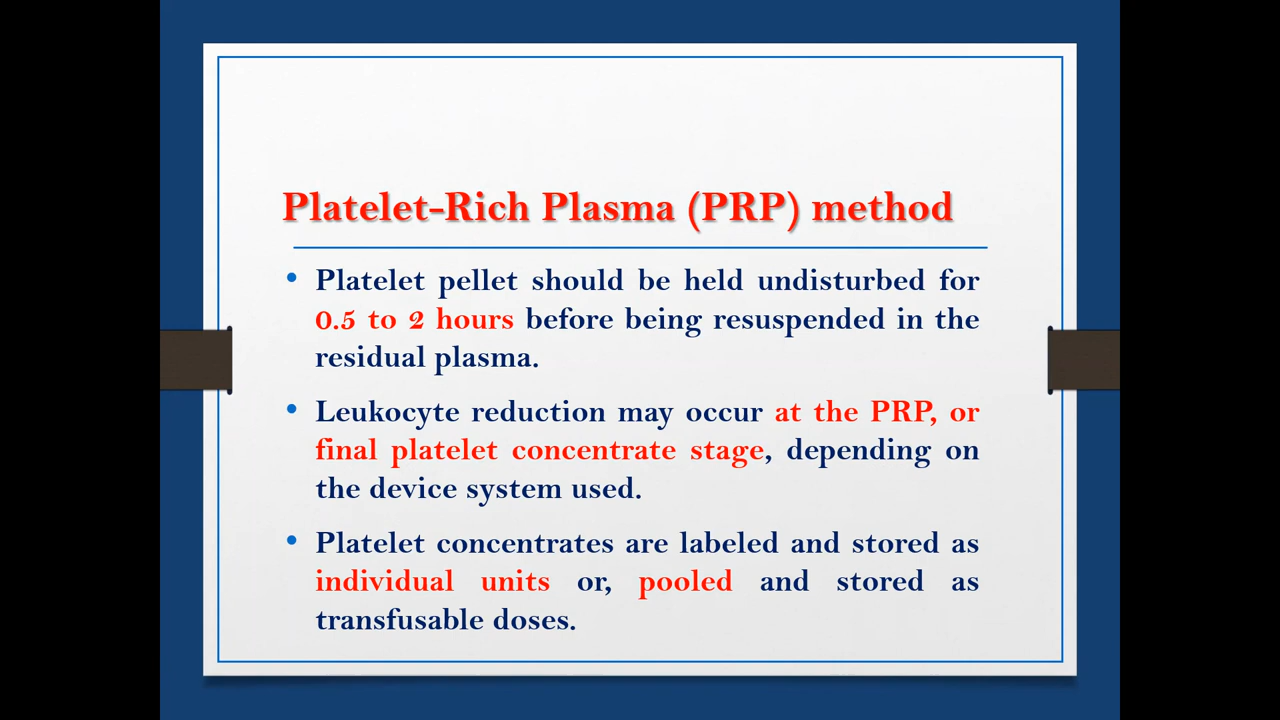 Platelet-Rich Plasma (PRP) method
• Platelet pellet should be held undisturbed for
0.5 to 2 hours before being resuspended in the
residual plasma.
• Leukocyte reduction may occur at the PRP, or
final platelet concentrate stage, depending on
the device system used.
• Platelet concentrates are labeled and stored as
individual units or, pooled and stored as
transfusable doses.